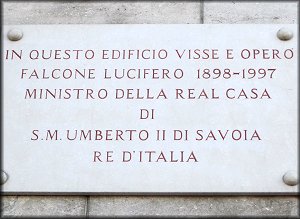 IN QUESTO EDIFICIO VISSE E OPERO
FALCONE LUCIFERO 1898-1997
MINISTRO DELLA REAL CASA
DI
S.M. UMBERTO II DI SAVOIA
RE D'ITALIA